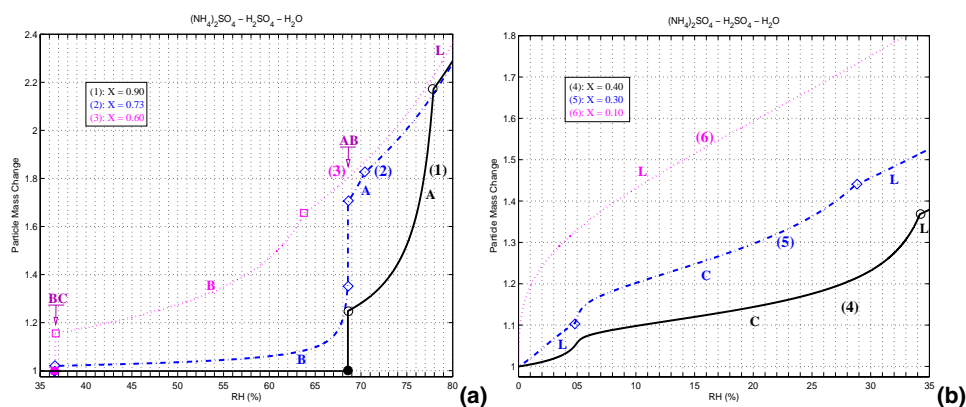 (NH4)2SO4 − H2SO4 − H2O
2.4
2.2
2
1.8
1.6
1.4
1.2
1
Particle Mass Change
(1): X = 0.90
(2): X = 0.73
(3): X = 0.60
L
AB
(3)
(2)
(1)
A
A
B
BC
B
35
40
45
50
55
60
65
70
75
80
RH (%)
(a)
(NH4)2SO4 − H2SO4 − H2O
1.8
1.7
1.6
1.5
1.4
1.3
1.2
1.1
1
Particle Mass Change
(4): X = 0.40
(5): X = 0.30
(6): X = 0.10
(6)
L
L
(5)
C
L
(4)
C
L
0
05
10
15
20
25
30
35
RH (%)
(b)